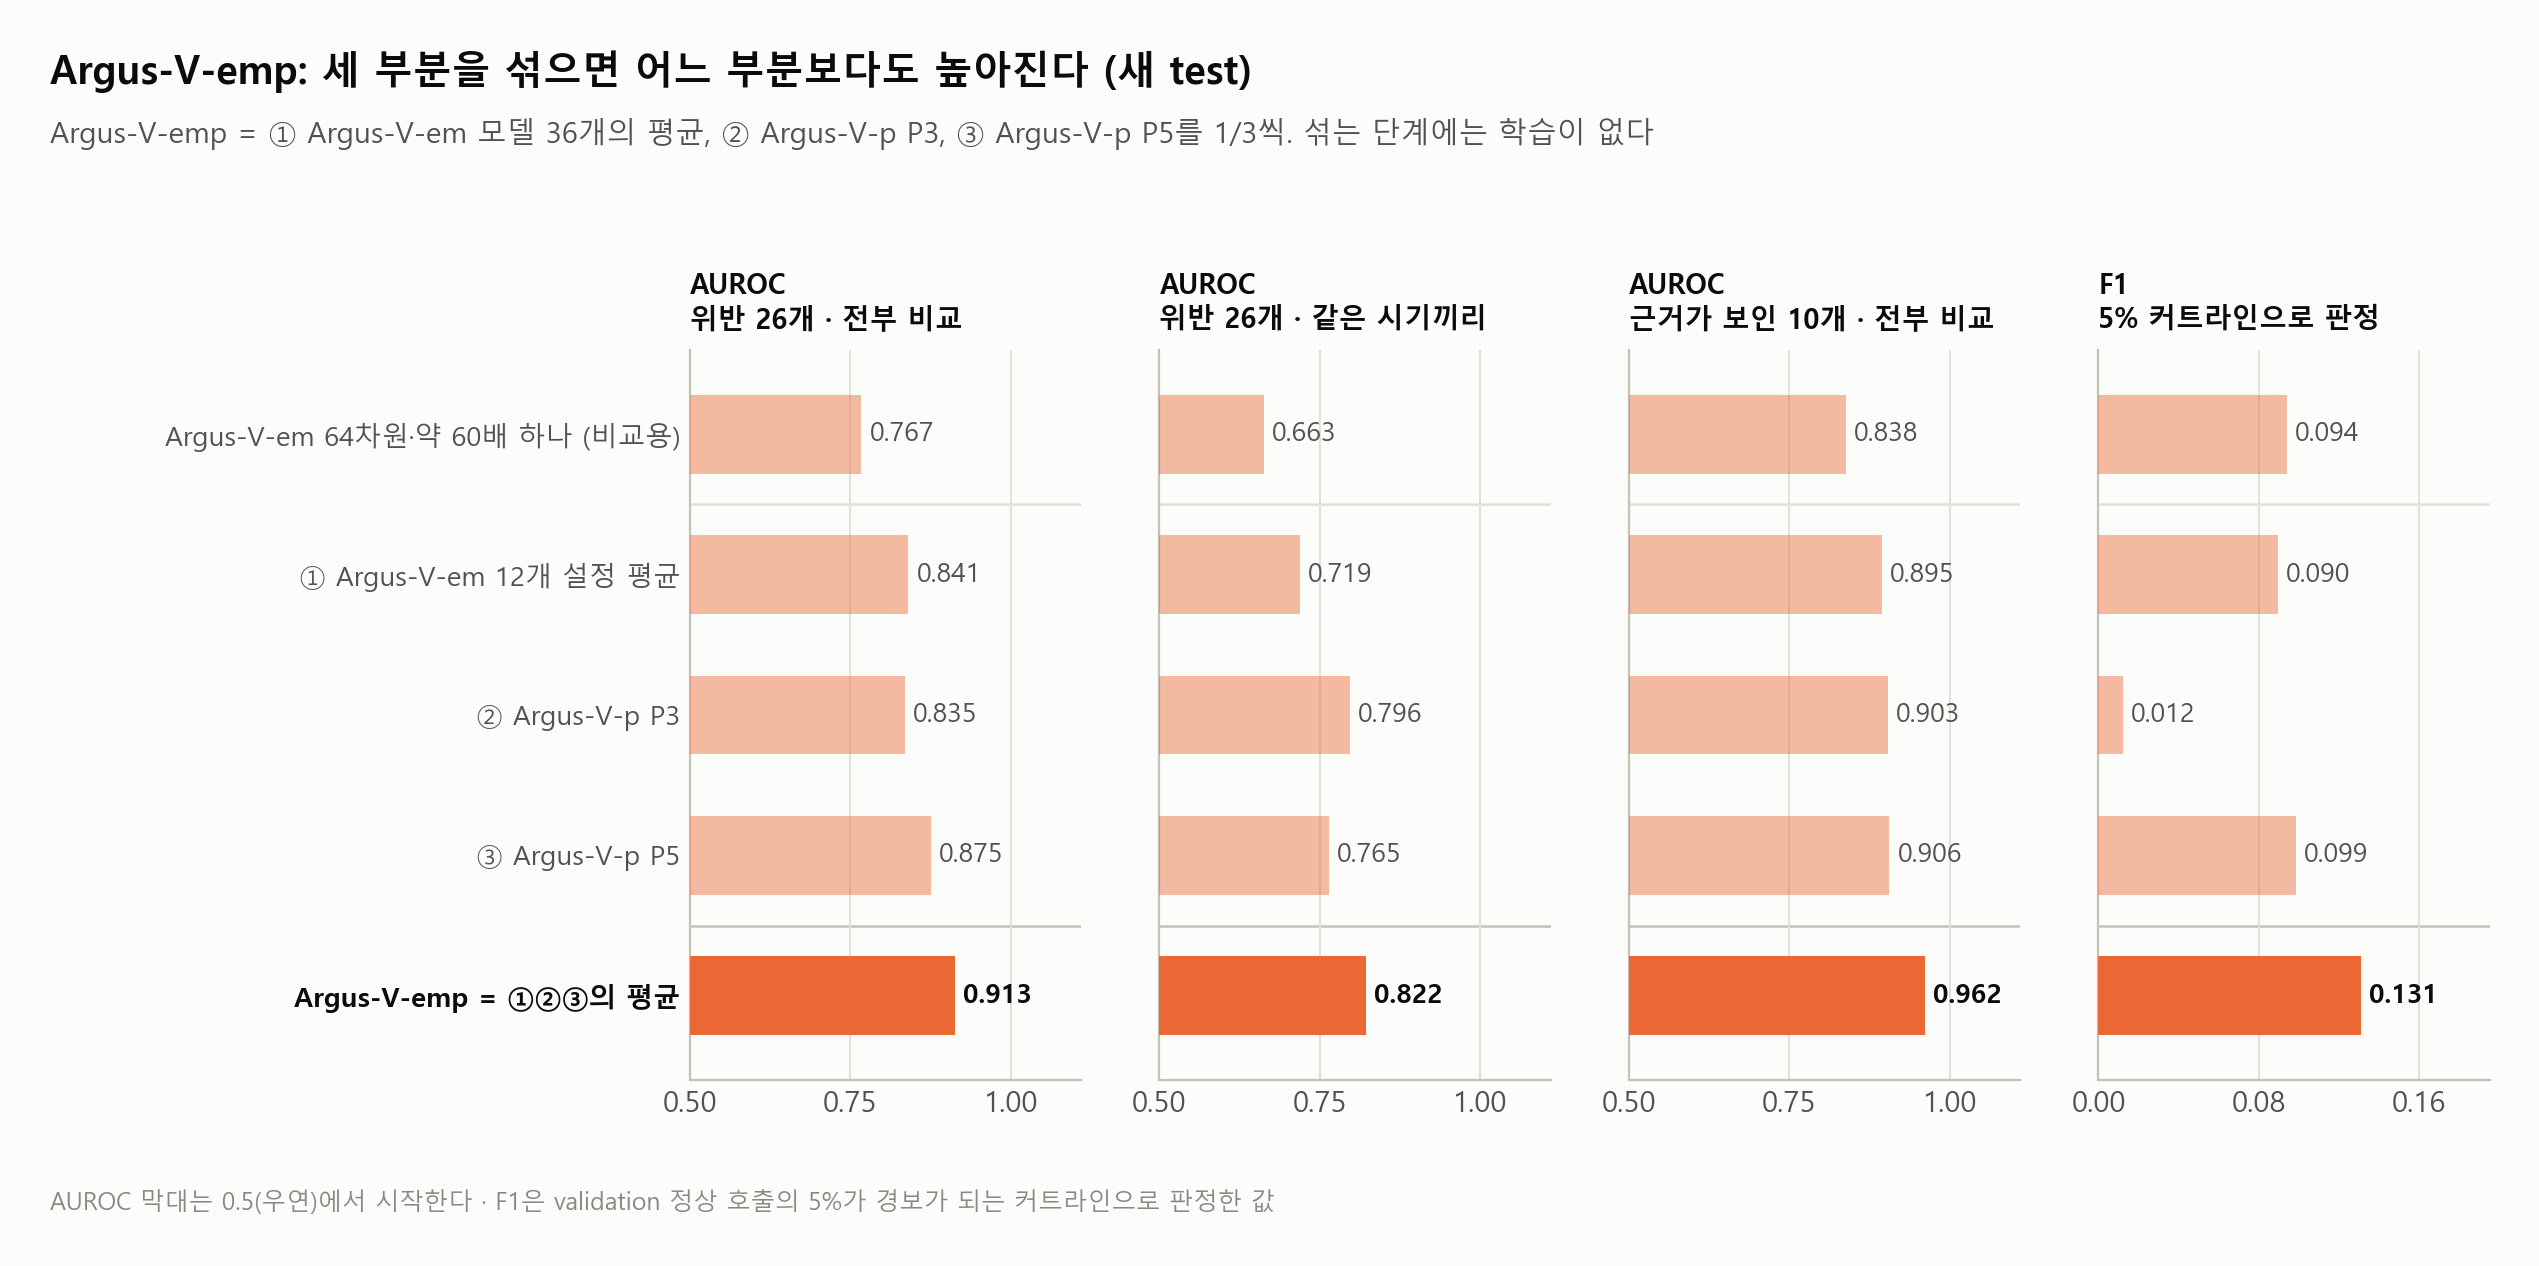 Argus-V-emp: 세 부분을 섞으면 어느 부분보다도 높아진다 (새 test)
Argus-V-emp = ① Argus-V-em 모델 36개의 평균, ② Argus-V-p P3, ③ Argus-V-p P5를 1/3씩. 섞는 단계에는 학습이 없다
AUROC
위반 26개 · 전부 비교
AUROC
위반 26개 · 같은 시기끼리
AUROC
근거가 보인 10개 · 전부 비교
F1
5% 커트라인으로 판정
Argus-V-em 64차원·약 60배 하나 (비교용) 0.767 0.663 0.838 0.094
① Argus-V-em 12개 설정 평균 0.841 0.719 0.895 0.090
② Argus-V-p P3 0.835 0.796 0.903 0.012
③ Argus-V-p P5 0.875 0.765 0.906 0.099
Argus-V-emp = ①②③의 평균 0.913 0.822 0.962 0.131
0.50 0.75 1.00 0.50 0.75 1.00 0.50 0.75 1.00 0.00 0.08 0.16
AUROC 막대는 0.5(우연)에서 시작한다 · F1은 validation 정상 호출의 5%가 경보가 되는 커트라인으로 판정한 값